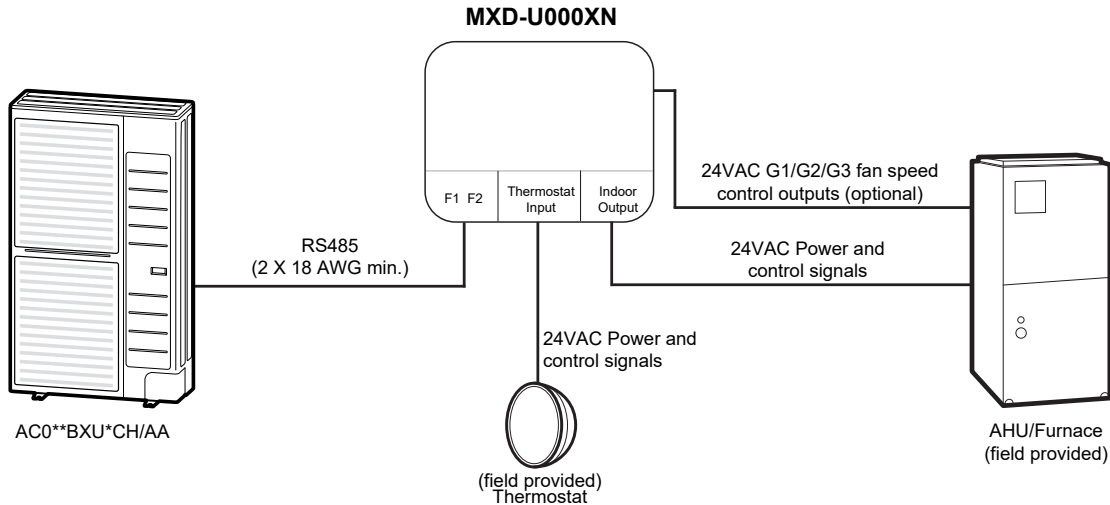 MXD-U000XN
F1 F2
Thermostat
Input
Indoor
Output
24VAC G1/G2/G3 fan speed
control outputs (optional)
RS485
(2 X 18 AWG min.)
24VAC Power and
control signals
24VAC Power and
control signals
AC0**BXU*CH/AA
(field provided)
Thermostat
AHU/Furnace
(field provided)